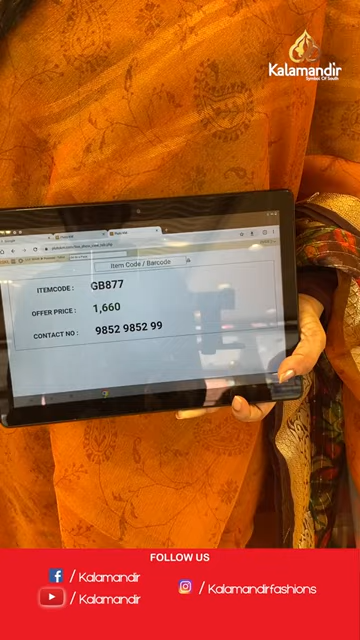 Kalamandir
Symbol Of South
Item Code / Barcode
ITEMCODE : GB877
OFFER PRICE : 1,660
CONTACT NO : 9852 9852 99
FOLLOW US
/ Kalamandir
/ Kalamandirfashions
/ Kalamandir